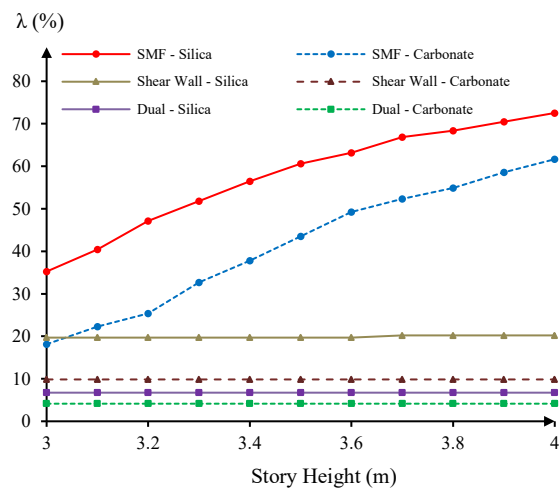 λ (%)
SMF - Silica
SMF - Carbonate
Shear Wall - Silica
Shear Wall - Carbonate
Dual - Silica
Dual - Carbonate
80
70
60
50
40
30
20
10
0
3 3.2 3.4 3.6 3.8 4
Story Height (m)